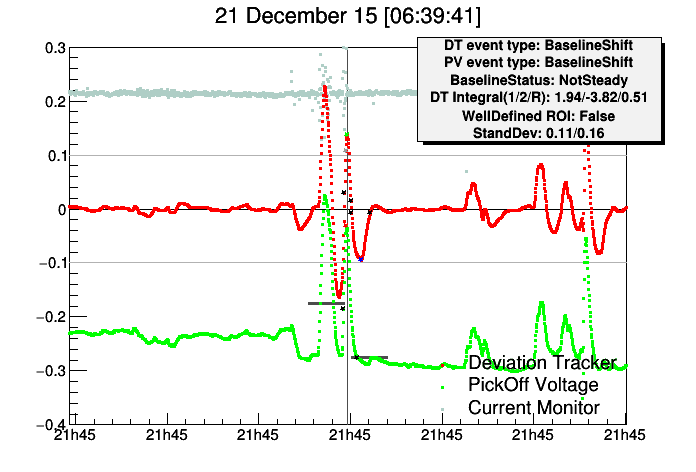 21 December 15 [06:39:41]
DT event type: BaselineShift
PV event type: BaselineShift
BaselineStatus: NotSteady
DT Integral(1/2/R): 1.94/-3.82/0.51
WellDefined ROI: False
StandDev: 0.11/0.16
0.3
0.2
0.1
0
−0.1
−0.2
−0.3
−0.4
Deviation Tracker
PickOff Voltage
Current Monitor
21h45 21h45 21h45 21h45 21h45 21h45 21h45